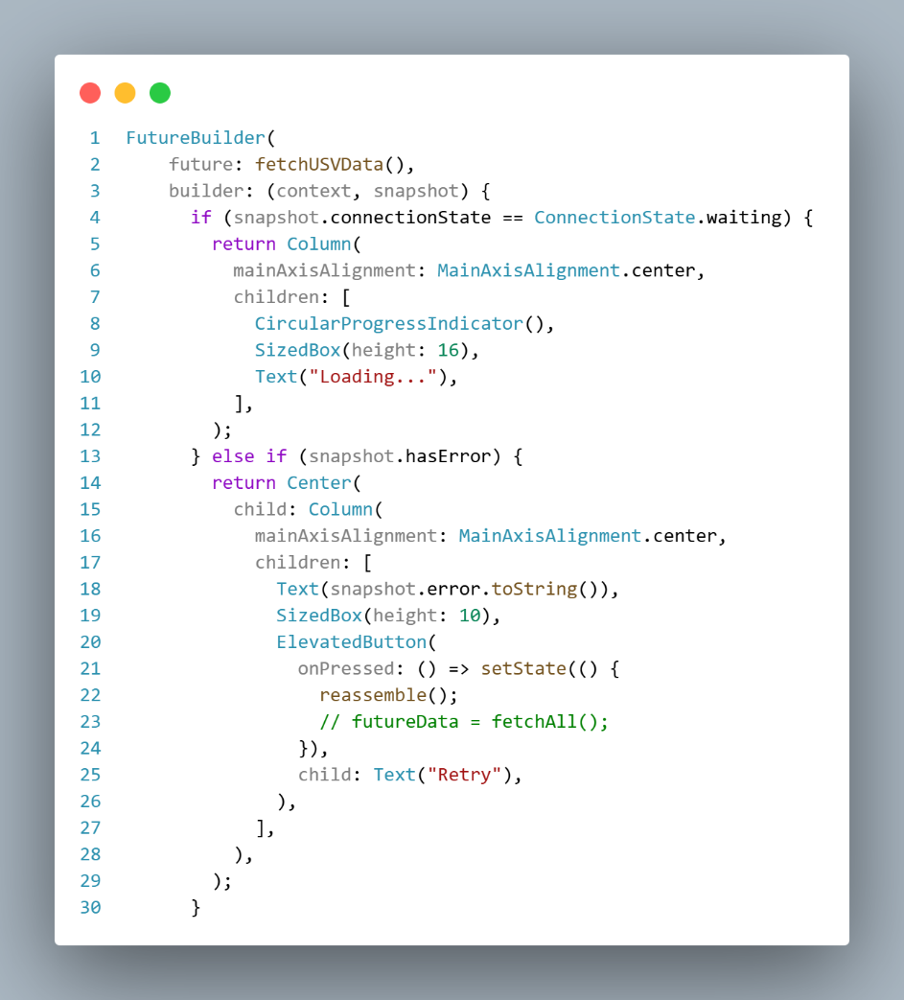 1 FutureBuilder(
2     future: fetchUSVData(),
3     builder: (context, snapshot) {
4       if (snapshot.connectionState == ConnectionState.waiting) {
5         return Column(
6           mainAxisAlignment: MainAxisAlignment.center,
7           children: [
8             CircularProgressIndicator(),
9             SizedBox(height: 16),
10             Text("Loading..."),
11           ],
12         );
13       } else if (snapshot.hasError) {
14         return Center(
15           child: Column(
16             mainAxisAlignment: MainAxisAlignment.center,
17             children: [
18               Text(snapshot.error.toString()),
19               SizedBox(height: 10),
20               ElevatedButton(
21                 onPressed: () => setState(() {
22                   reassemble();
23                   // futureData = fetchAll();
24                 }),
25                 child: Text("Retry"),
26               ),
27             ],
28           ),
29         );
30       }